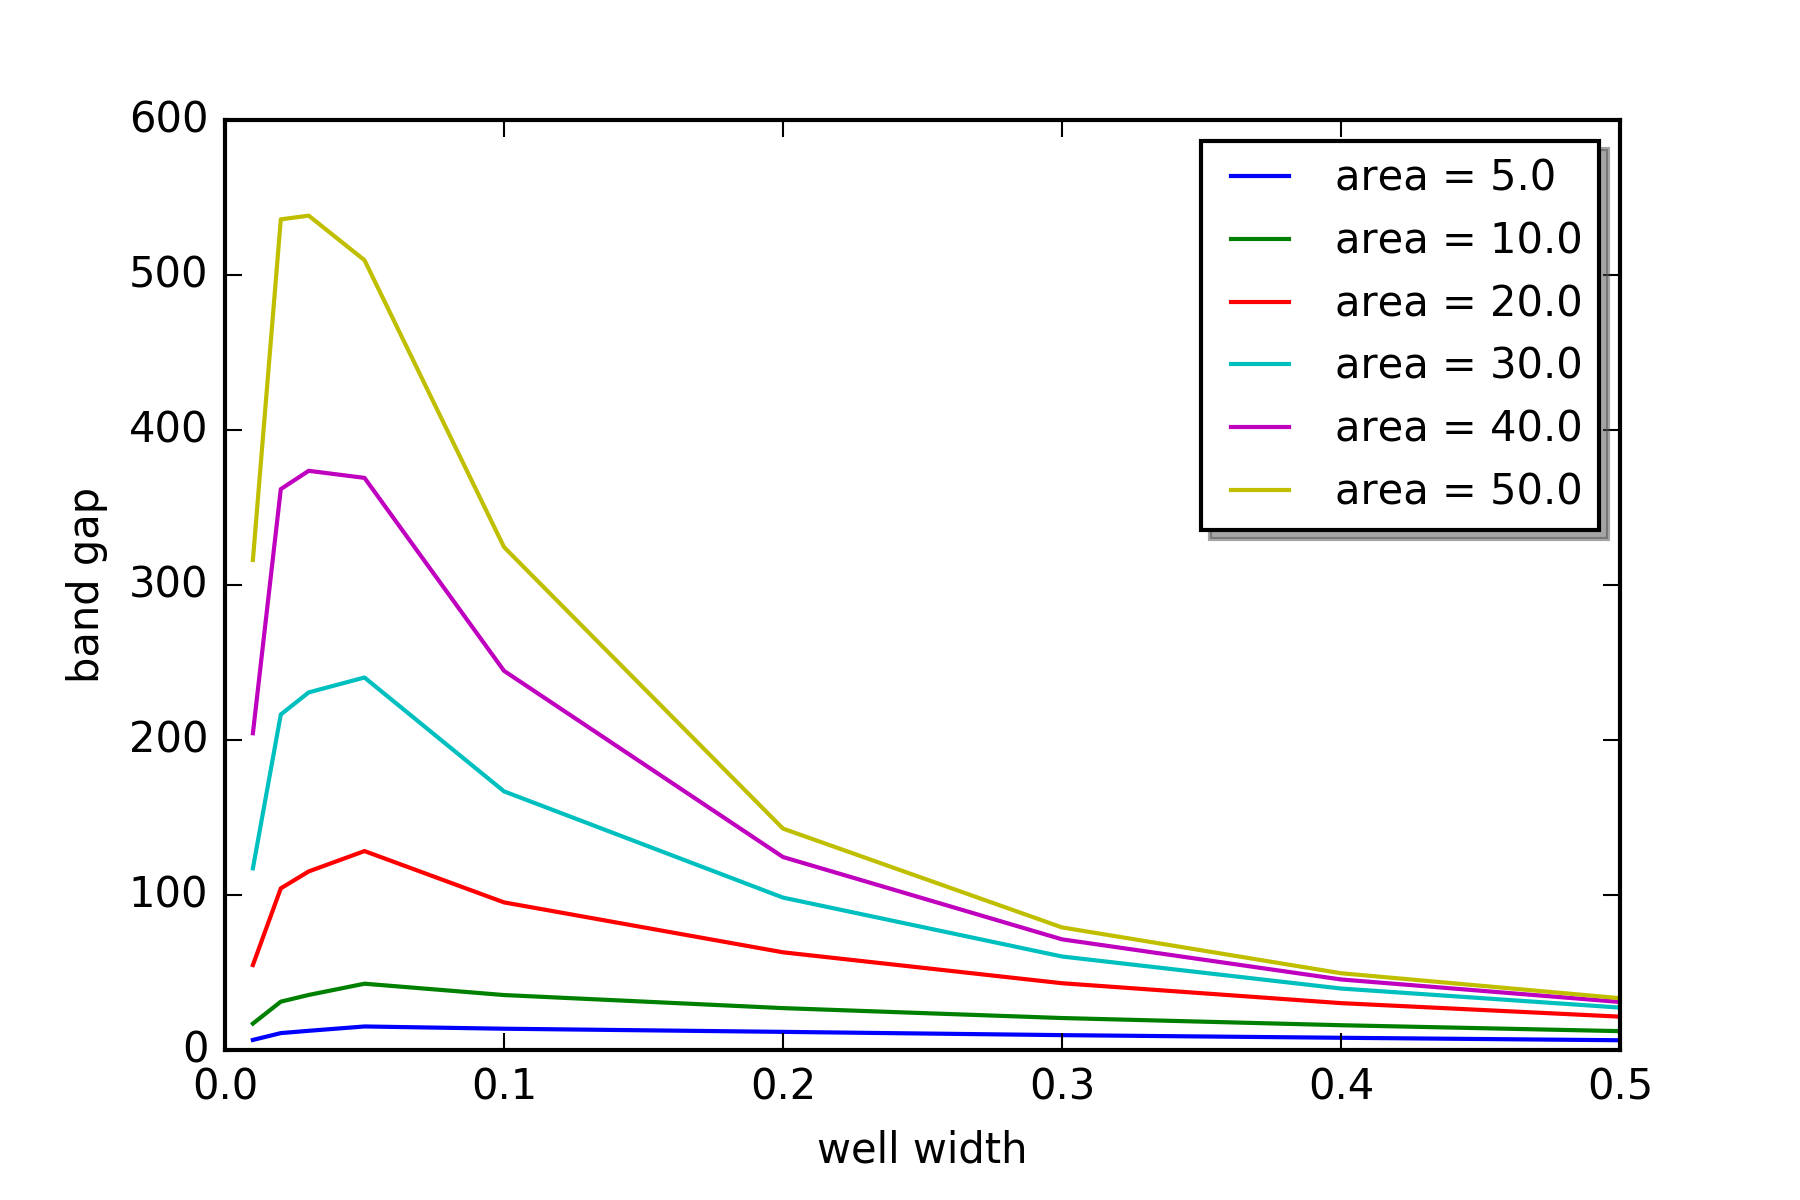 600
500
400
300
200
100
0
band gap
0.0
0.1
0.2
0.3
0.4
0.5
well width
area = 5.0
area = 10.0
area = 20.0
area = 30.0
area = 40.0
area = 50.0